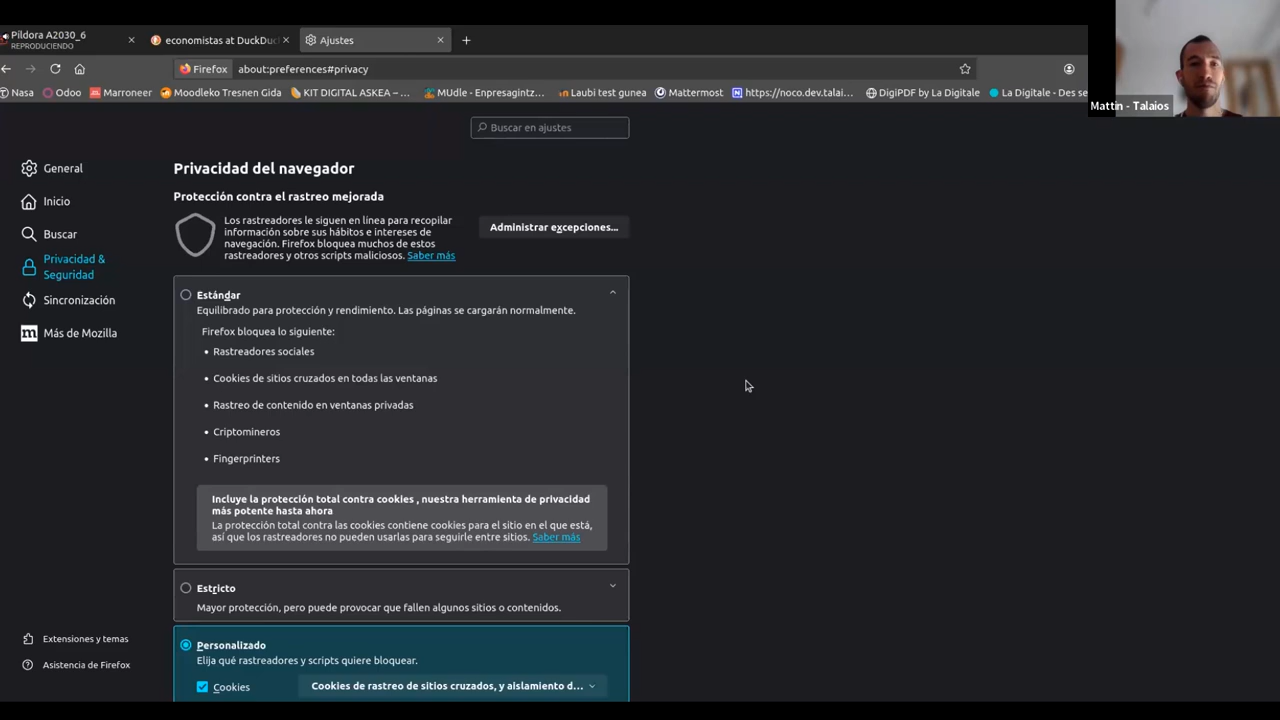 Píldora A2030_6
REPRODUCIENDO
economistas at DuckDuc
Ajustes
Firefox
about:preferences#privacy
Nasa
Odoo
Marroneer
Moodleko Tresnen Gida
KIT DIGITAL ASKEA – ...
MUdle - Enpresagintz...
Laubi test gunea
Mattermost
https://noco.dev.talai...
DigiPDF by La Digitale
La Digitale - Des se
Mattin - Talaios
Buscar en ajustes
General
Inicio
Buscar
Privacidad &
Seguridad
Sincronización
Más de Mozilla
Extensiones y temas
Asistencia de Firefox
Privacidad del navegador
Protección contra el rastreo mejorada
Los rastreadores le siguen en línea para recopilar
información sobre sus hábitos e intereses de
navegación. Firefox bloquea muchos de estos
rastreadores y otros scripts maliciosos. Saber más
Administrar excepciones...
Estándar
Equilibrado para protección y rendimiento. Las páginas se cargarán normalmente.
Firefox bloquea lo siguiente:
• Rastreadores sociales
• Cookies de sitios cruzados en todas las ventanas
• Rastreo de contenido en ventanas privadas
• Criptomineros
• Fingerprinters
Incluye la protección total contra cookies , nuestra herramienta de privacidad
más potente hasta ahora
La protección total contra las cookies contiene cookies para el sitio en el que está,
así que los rastreadores no pueden usarlas para seguirle entre sitios. Saber más
Estricto
Mayor protección, pero puede provocar que fallen algunos sitios o contenidos.
Personalizado
Elija qué rastreadores y scripts quiere bloquear.
Cookies
Cookies de rastreo de sitios cruzados, y aislamiento d...